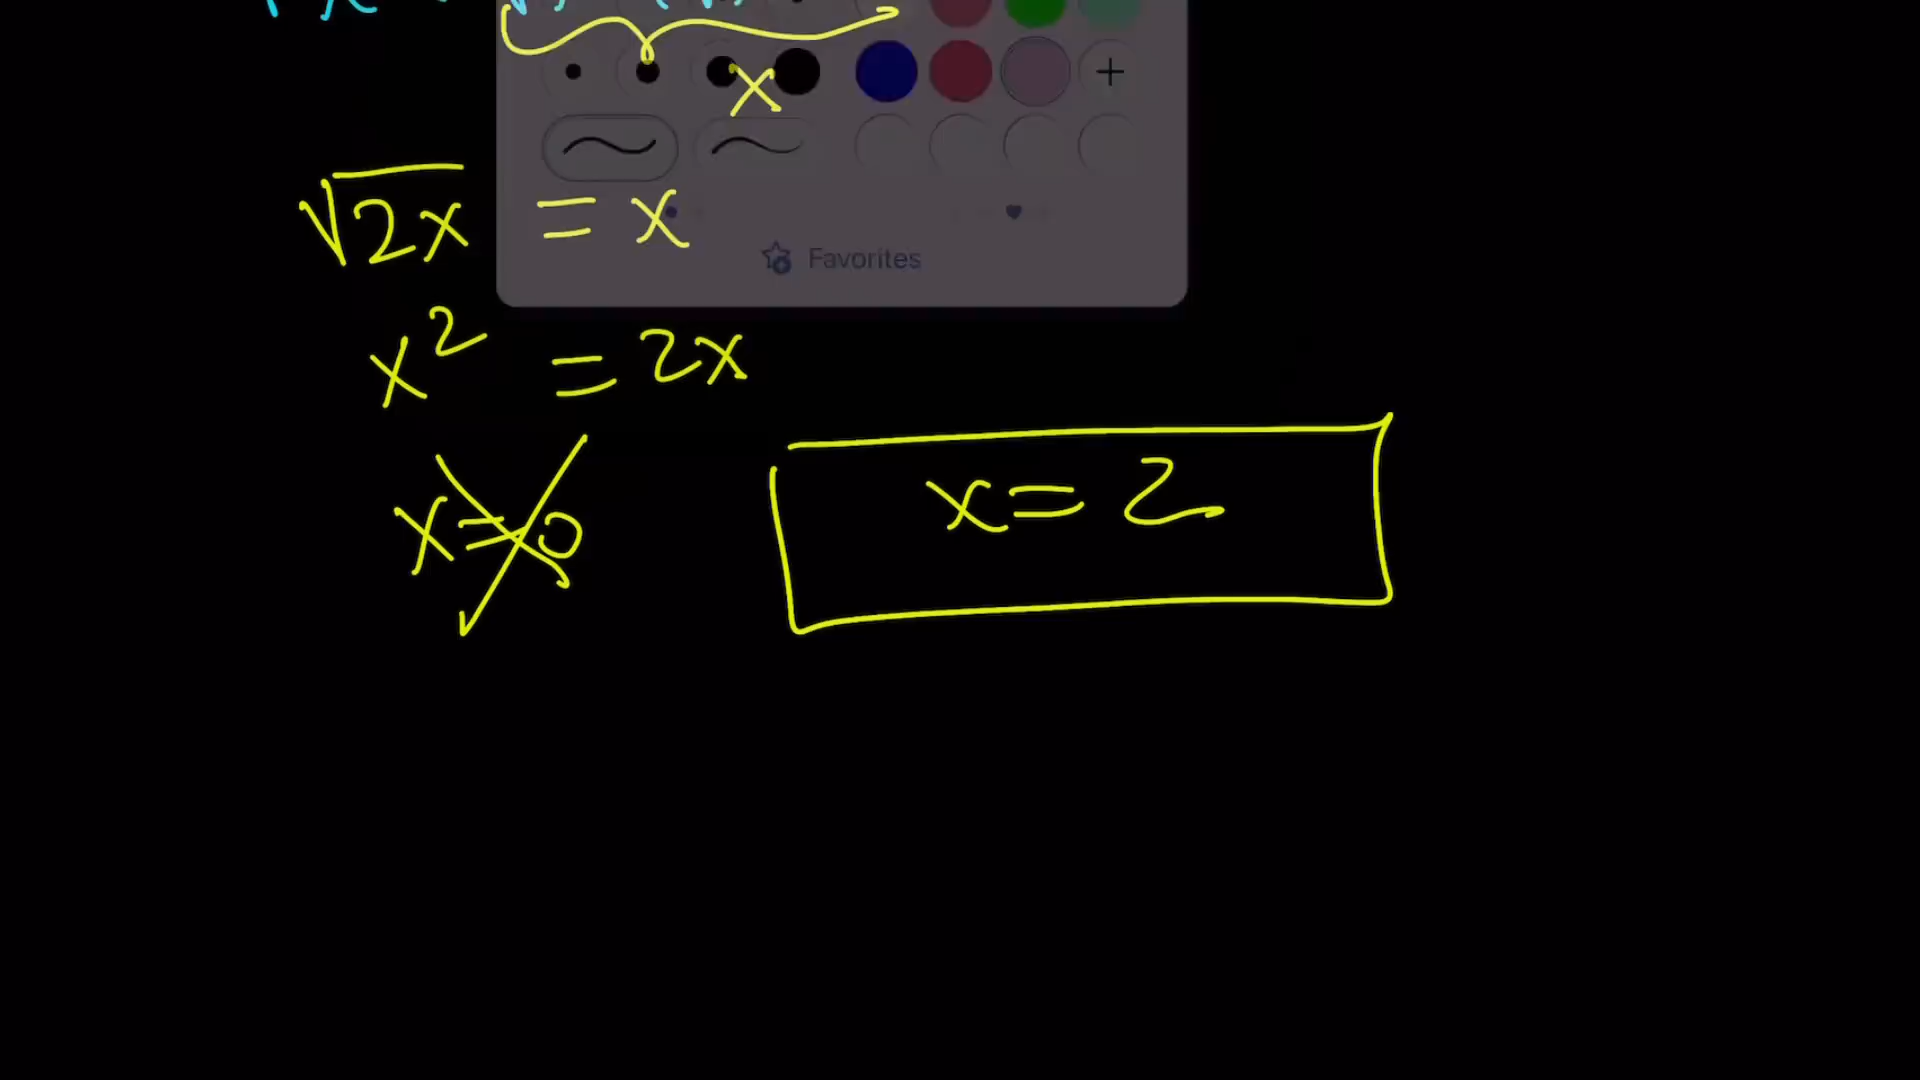 x
√2x = x
Favorites
x² = 2x
x=0
x=2